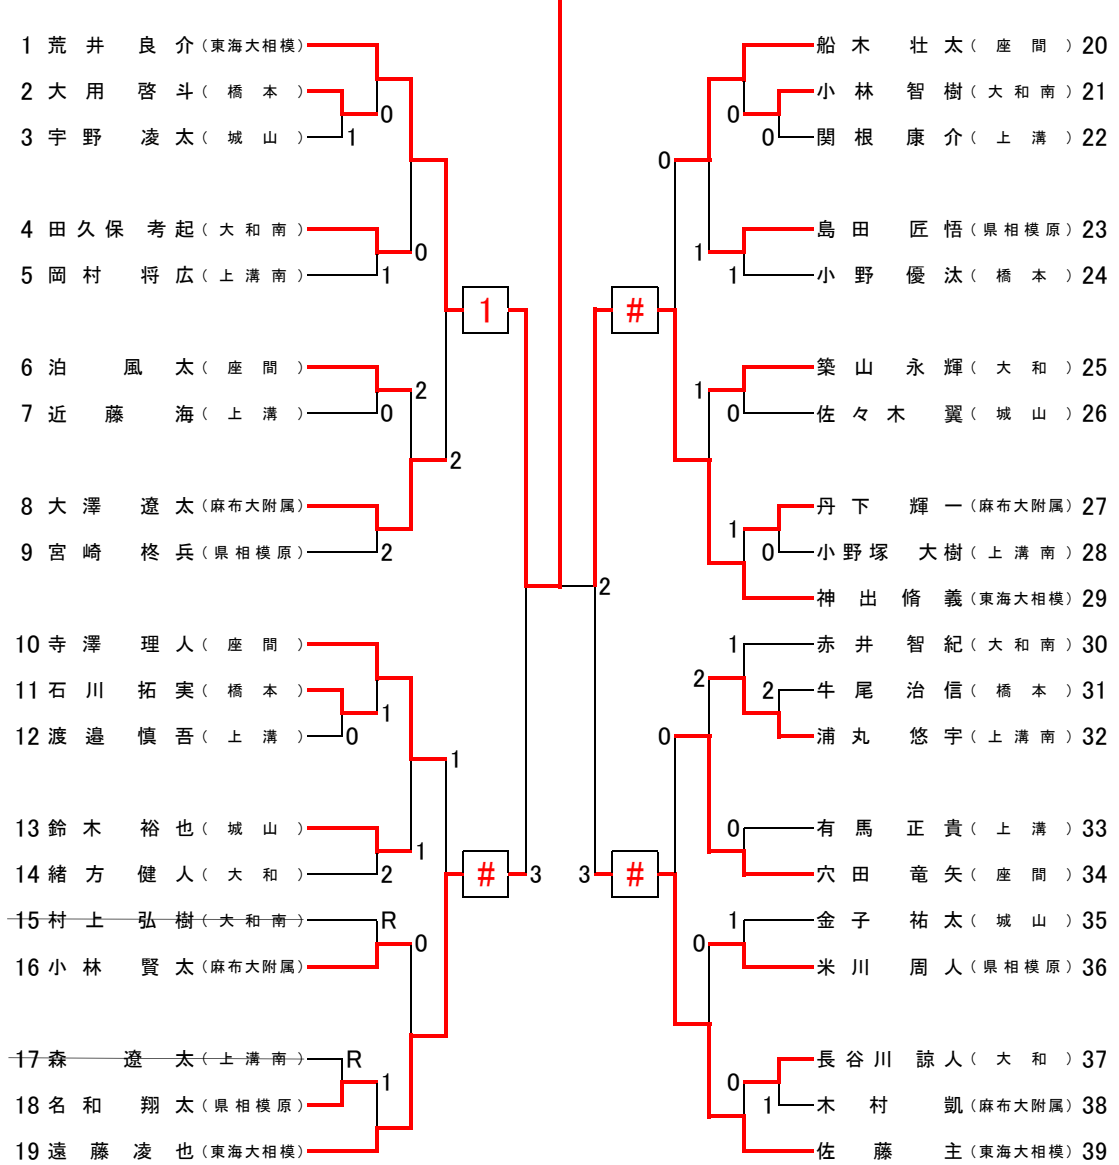 1 荒井 良介（東海大相模）
2 大用 啓斗（橋本）
0
3 宇野 凌太（城山）
1
4 田久保 考起（大和南）
0
5 岡村 将広（上溝南）
1
1
6 泊 風太（座間）
2
7 近藤 海（上溝）
0
2
8 大澤 遼太（麻布大附属）
9 宮崎 柊兵（県相模原）
2
10 寺澤 理人（座間）
11 石川 拓実（橋本）
1
12 渡邉 慎吾（上溝）
0
1
13 鈴木 裕也（城山）
1
14 緒方 健人（大和）
2
#
3
15 村上 弘樹（大和南）
R
0
16 小林 賢太（麻布大附属）
17 森 遼太（上溝南）
R
1
18 名和 翔太（県相模原）
19 遠藤 凌也（東海大相模）
2
船木 壮太（座間）20
0
小林 智樹（大和南）21
0
関根 康介（上溝）22
0
島田 匠悟（県相模原）23
1
1
小野 優汰（橋本）24
#
築山 永輝（大和）25
1
0
佐々木 翼（城山）26
丹下 輝一（麻布大附属）27
1
0
小野塚 大樹（上溝南）28
神出 脩義（東海大相模）29
1
赤井 智紀（大和南）30
2
2
牛尾 治信（橋本）31
0
浦丸 悠宇（上溝南）32
0
有馬 正貴（上溝）33
3
#
穴田 竜矢（座間）34
1
金子 祐太（城山）35
0
米川 周人（県相模原）36
長谷川 諒人（大和）37
0
1
木村 凱（麻布大附属）38
佐藤 主（東海大相模）39